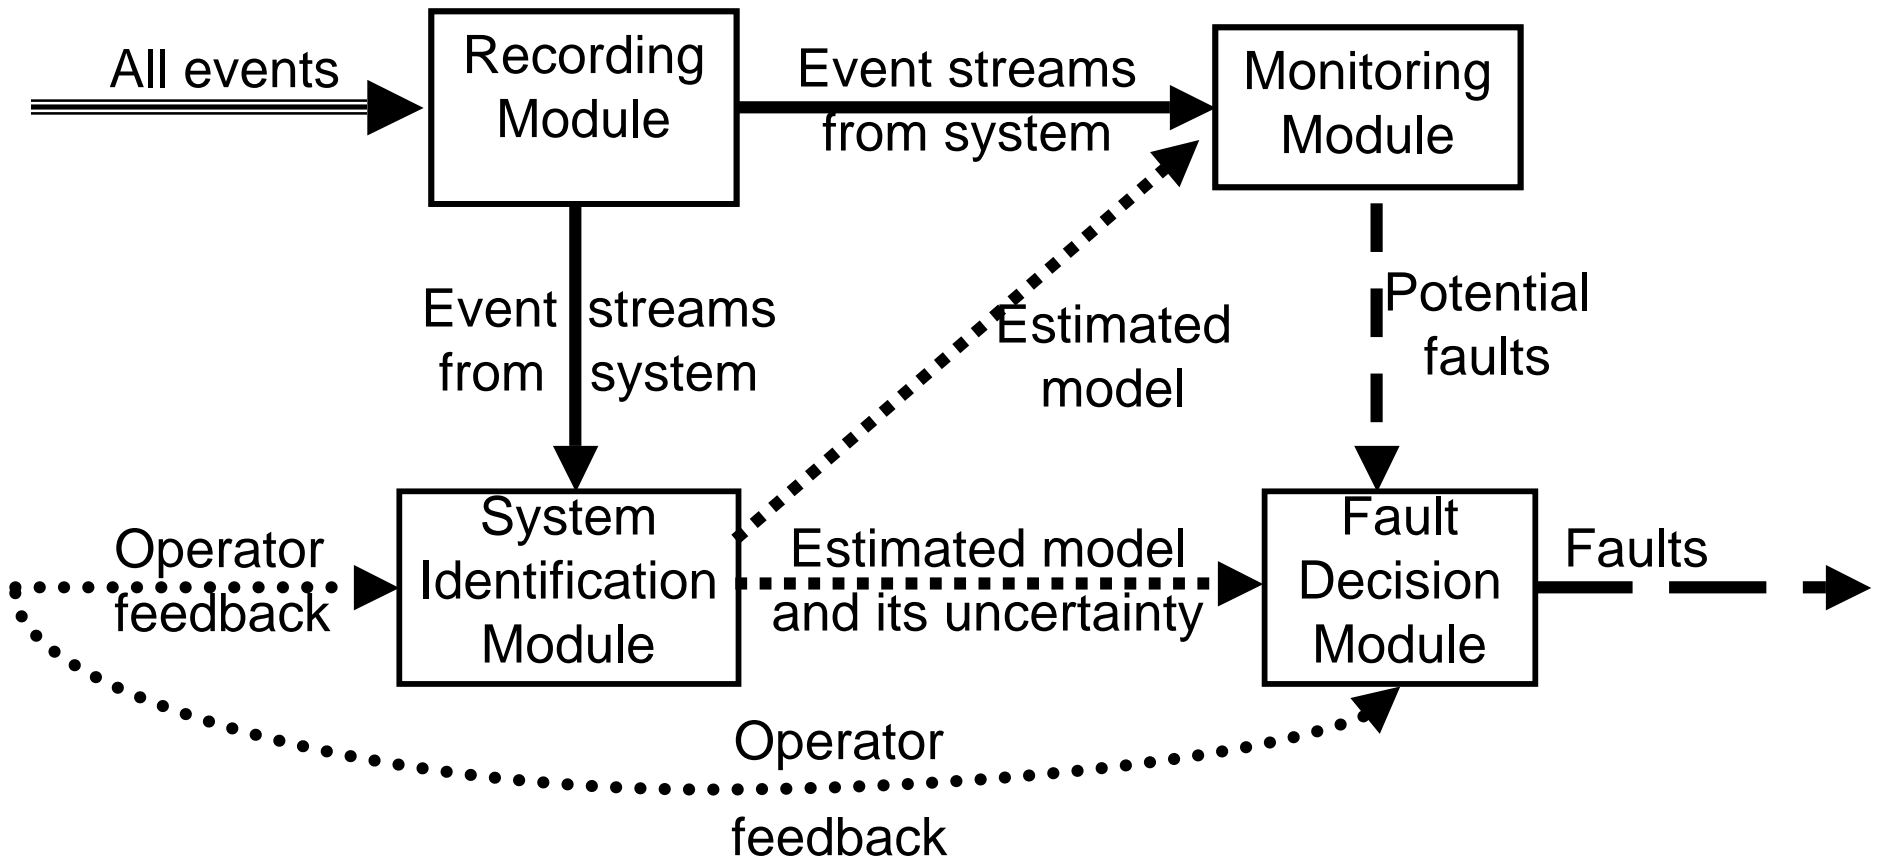 All events
Recording
Module
Event streams
from system
Monitoring
Module
Event streams
from system
Estimated
model
Potential
faults
Operator
feedback
System
Identification
Module
Estimated model
and its uncertainty
Fault
Decision
Module
Faults
Operator
feedback